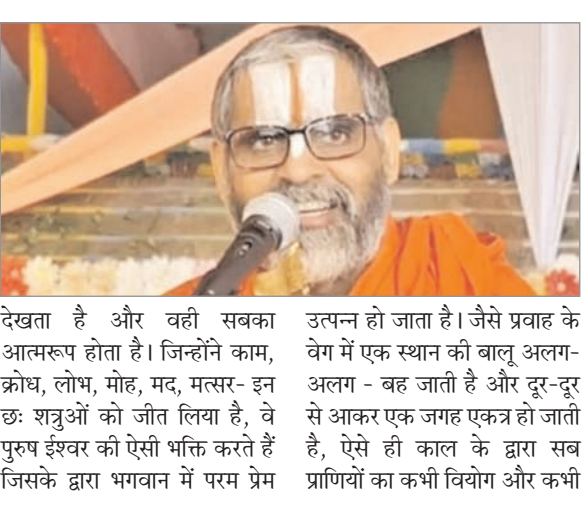 देखता है और वही सबका
आत्मरूप होता है। जिन्होंने काम,
क्रोध, लोभ, मोह, मद, मत्सर- इन
छः शत्रुओं को जीत लिया है, वे
पुरुष ईश्वर की ऐसी भक्ति करते हैं
जिसके द्वारा भगवान में परम प्रेम
उत्पन्न हो जाता है। जैसे प्रवाह के
वेग में एक स्थान की बालू अलग-
अलग - बह जाती है और दूर-दूर
से आकर एक जगह एकत्र हो जाती
है, ऐसे ही काल के द्वारा सब
प्राणियों का कभी वियोग और कभी